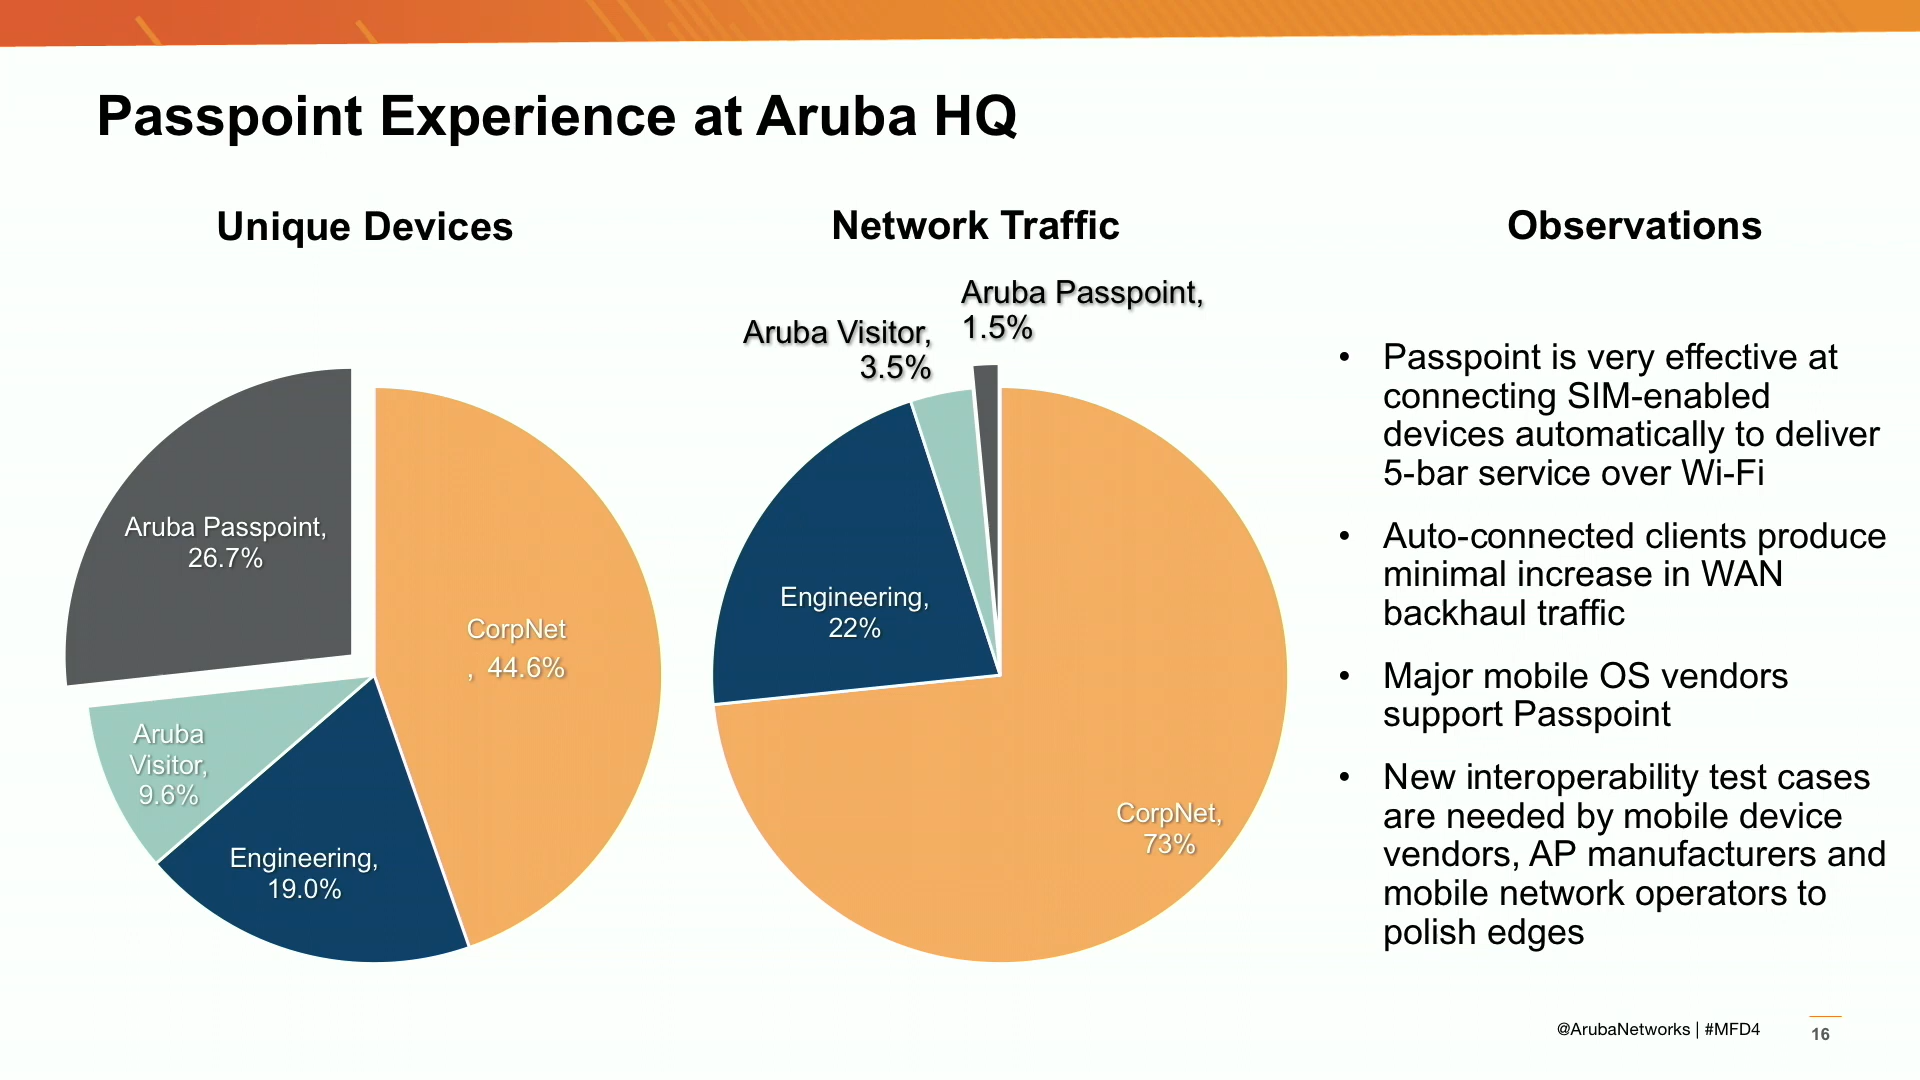 Passpoint Experience at Aruba HQ
Unique Devices
Aruba Passpoint,
26.7%
CorpNet
, 44.6%
Aruba
Visitor,
9.6%
Engineering,
19.0%
Network Traffic
Aruba Passpoint,
1.5%
Aruba Visitor,
3.5%
Engineering,
22%
CorpNet,
73%
Observations
• Passpoint is very effective at
connecting SIM-enabled
devices automatically to deliver
5-bar service over Wi-Fi
• Auto-connected clients produce
minimal increase in WAN
backhaul traffic
• Major mobile OS vendors
support Passpoint
• New interoperability test cases
are needed by mobile device
vendors, AP manufacturers and
mobile network operators to
polish edges
@ArubaNetworks | #MFD4
16